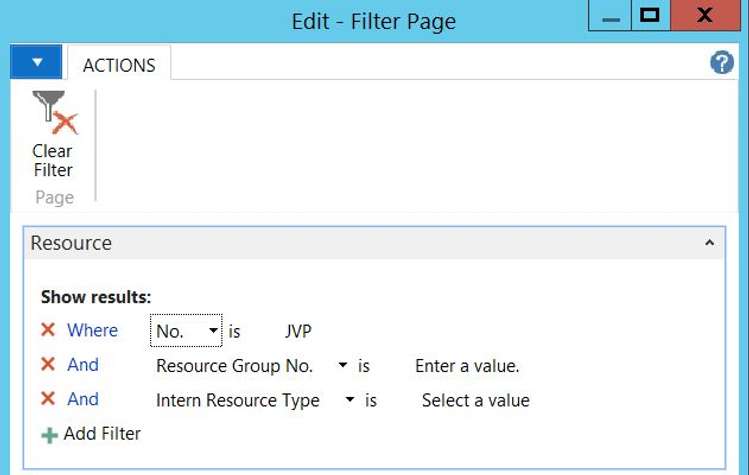 Edit - Filter Page
X
ACTIONS
?
Clear
Filter
Page
Resource
Show results:
Where No. is JVP
And Resource Group No. is Enter a value.
And Intern Resource Type is Select a value
Add Filter